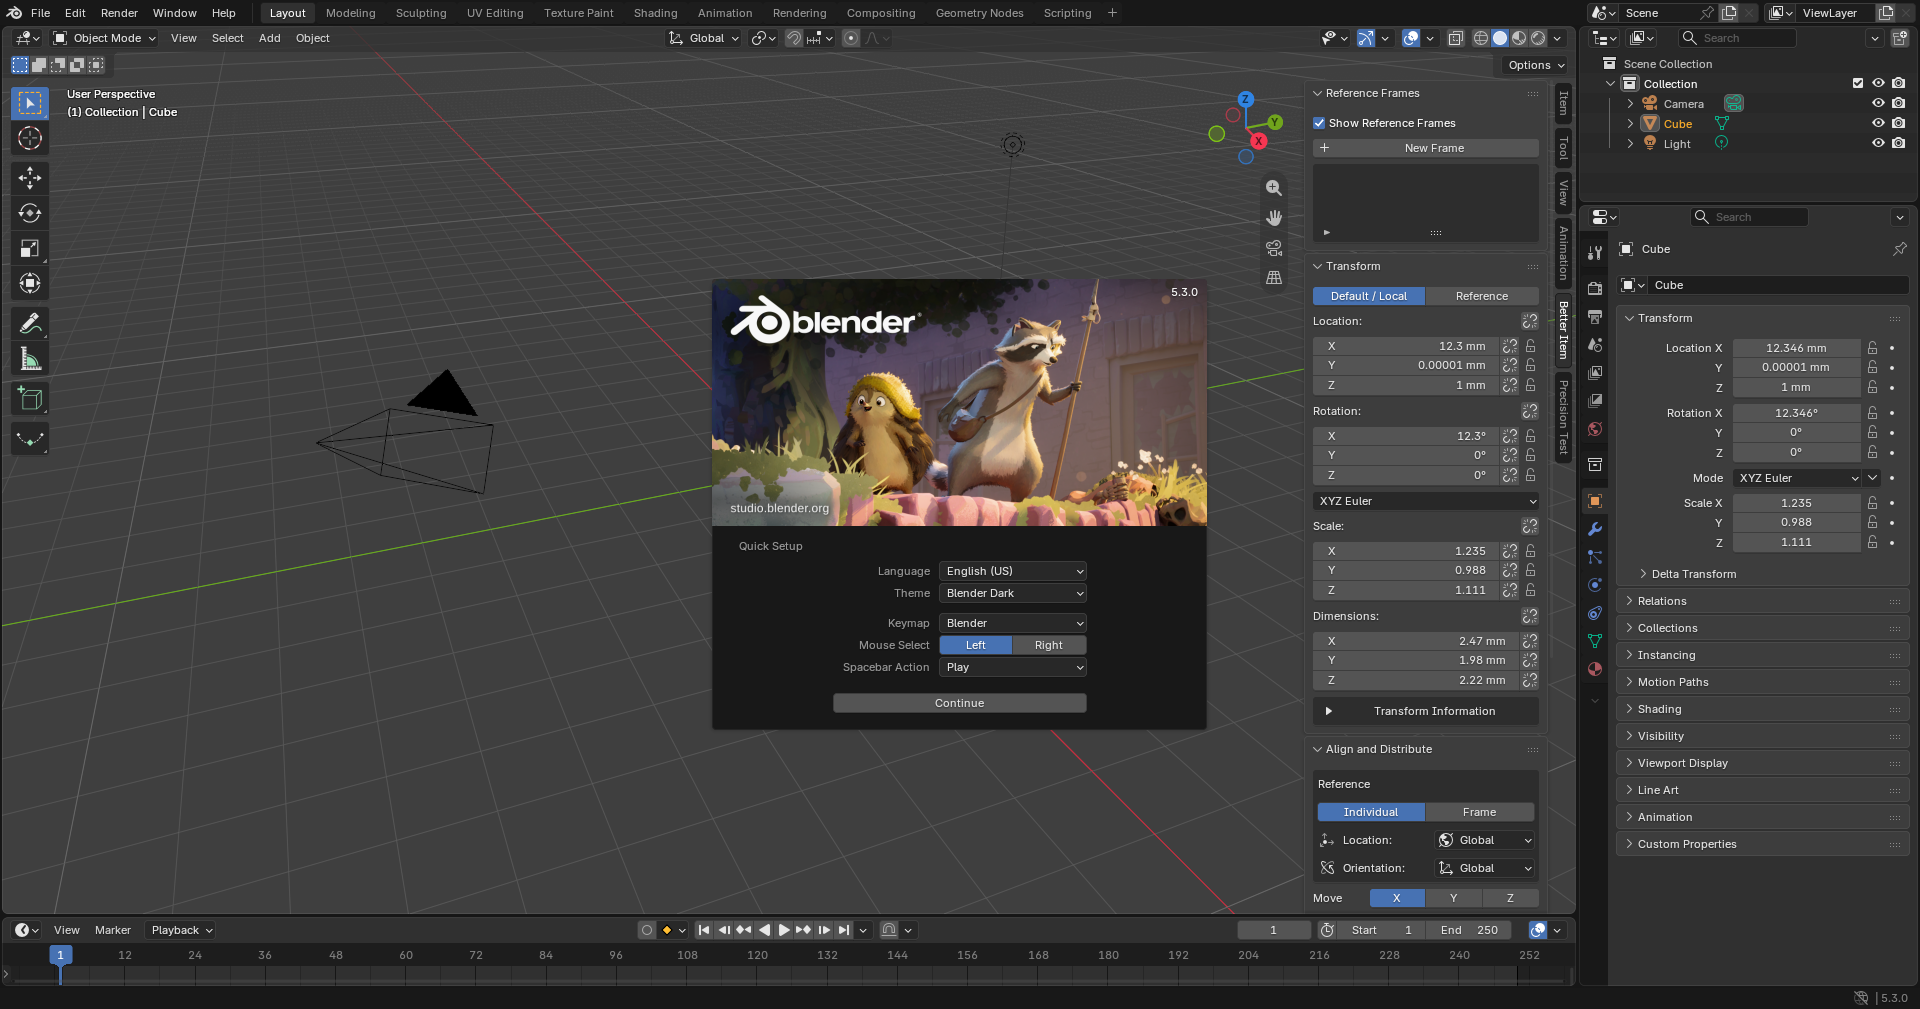 File Edit Render Window Help Layout Modeling Sculpting UV Editing Texture Paint Shading Animation Rendering Compositing Geometry Nodes Scripting + Scene ViewLayer
Object Mode View Select Add Object Global Search
Options
User Perspective
(1) Collection | Cube
Z
Y
X
Reference Frames
Show Reference Frames
New Frame
Transform
Default / Local Reference
Location:
X 12.3 mm
Y 0.00001 mm
Z 1 mm
Rotation:
X 12.3°
Y 0°
Z 0°
XYZ Euler
Scale:
X 1.235
Y 0.988
Z 1.111
Dimensions:
X 2.47 mm
Y 1.98 mm
Z 2.22 mm
Transform Information
Align and Distribute
Reference
Individual Frame
Location: Global
Orientation: Global
Move X Y Z
Item
Tool
View
Animation
Better Item
Precision Test
5.3.0
blender
studio.blender.org
Quick Setup
Language English (US)
Theme Blender Dark
Keymap Blender
Mouse Select Left Right
Spacebar Action Play
Continue
Scene Collection
Collection
Camera
Cube
Light
Search
Cube
Cube
Transform
Location X 12.346 mm
Y 0.00001 mm
Z 1 mm
Rotation X 12.346°
Y 0°
Z 0°
Mode XYZ Euler
Scale X 1.235
Y 0.988
Z 1.111
Delta Transform
Relations
Collections
Instancing
Motion Paths
Shading
Visibility
Viewport Display
Line Art
Animation
Custom Properties
View Marker Playback 1 Start 1 End 250
1 12 24 36 48 60 72 84 96 108 120 132 144 156 168 180 192 204 216 228 240 252
5.3.0